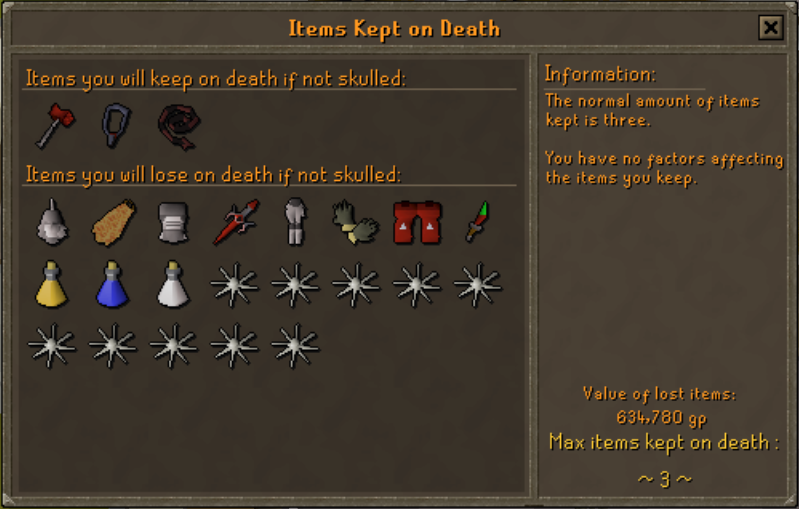 Items Kept on Death
Items you will keep on death if not skulled:
Items you will lose on death if not skulled:
Information:
The normal amount of items
kept is three.
You have no factors affecting
the items you keep.
Value of lost items:
634,780 gp
Max items kept on death :
~ 3 ~